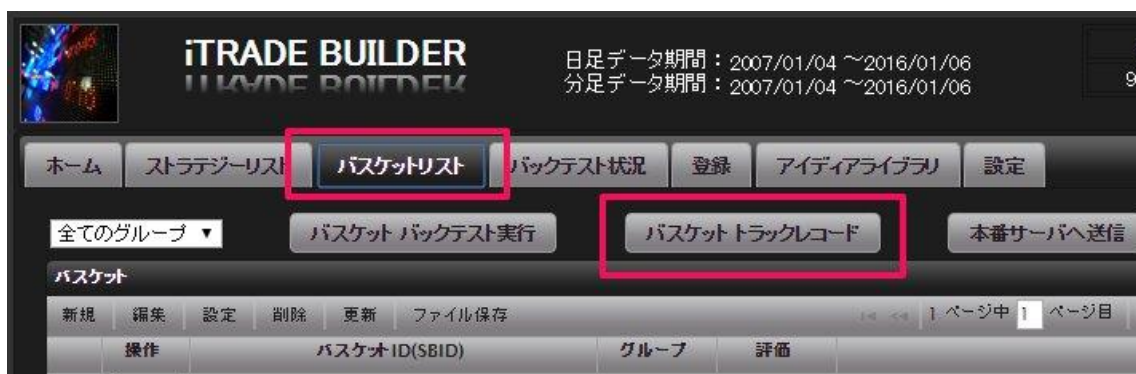 iTRADE BUILDER
日足データ期間：2007/01/04 ～2016/01/06
分足データ期間：2007/01/04 ～2016/01/06
9
ホーム ストラテジーリスト バスケットリスト バックテスト状況 登録 アイディアライブラリ 設定
全てのグループ ▼ バスケット バックテスト実行 バスケット トラックレコード 本番サーバへ送信
バスケット
新規 編集 設定 削除 更新 ファイル保存 1 ページ中 1 ページ目
操作 バスケットID(SBID) グループ 評価